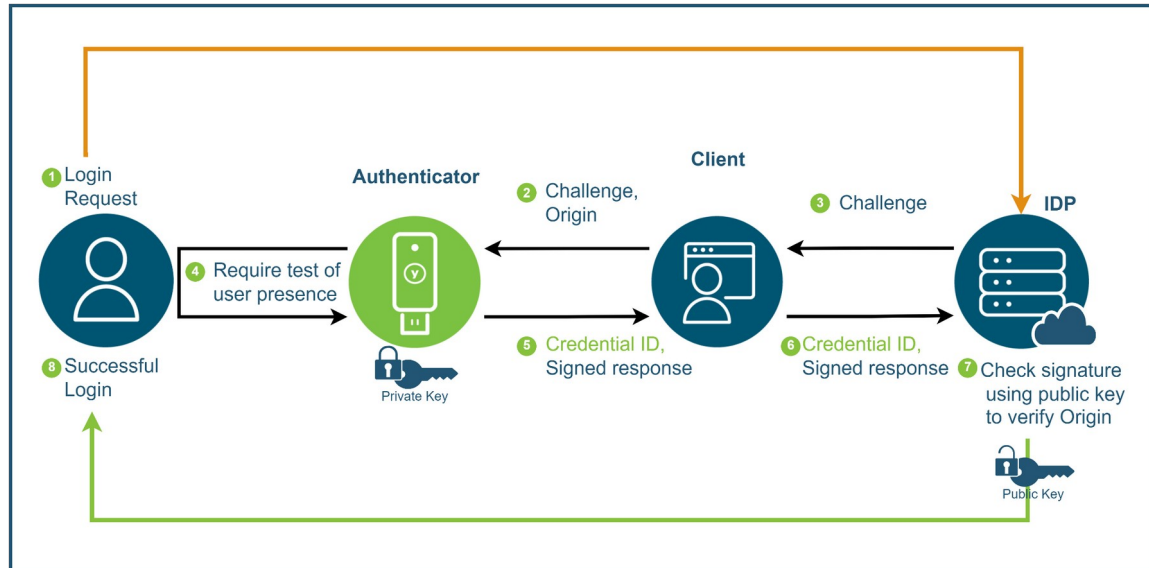 1 Login
Request
Authenticator
Client
2 Challenge,
Origin
3 Challenge
IDP
4 Require test of
user presence
y
5 Credential ID,
Signed response
6 Credential ID,
Signed response
7 Check signature
using public key
to verify Origin
8 Successful
Login
Private Key
Public Key